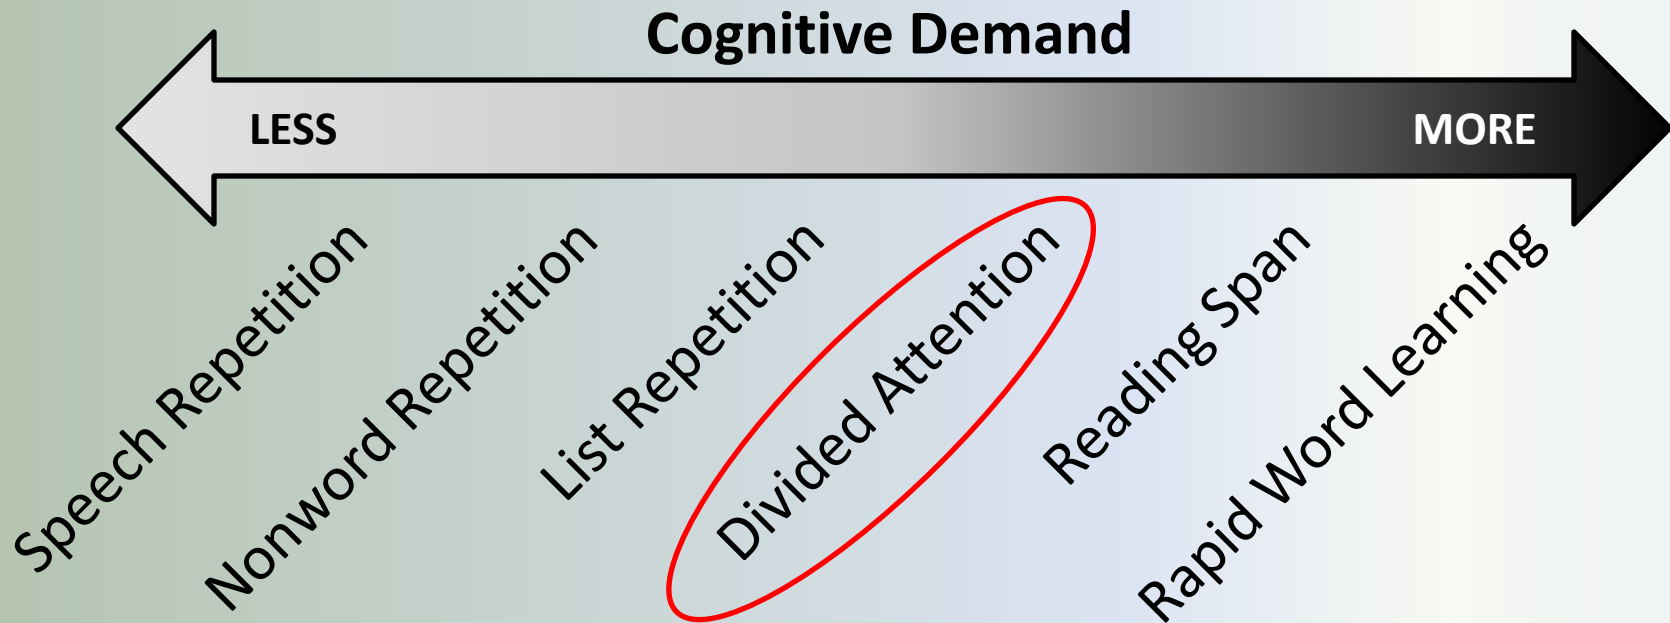 Cognitive Demand
LESS
MORE
Speech Repetition
Nonword Repetition
List Repetition
Divided Attention
Reading Span
Rapid Word Learning